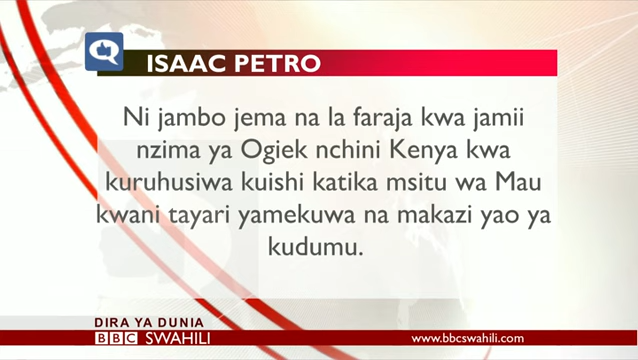 ISAAC PETRO
Ni jambo jema na la faraja kwa jamii
nzima ya Ogiek nchini Kenya kwa
kuruhusiwa kuishi katika msitu wa Mau
kwani tayari yamekuwa na makazi yao ya
kudumu.
DIRA YA DUNIA
BBC SWAHILI
www.bbcswahili.com